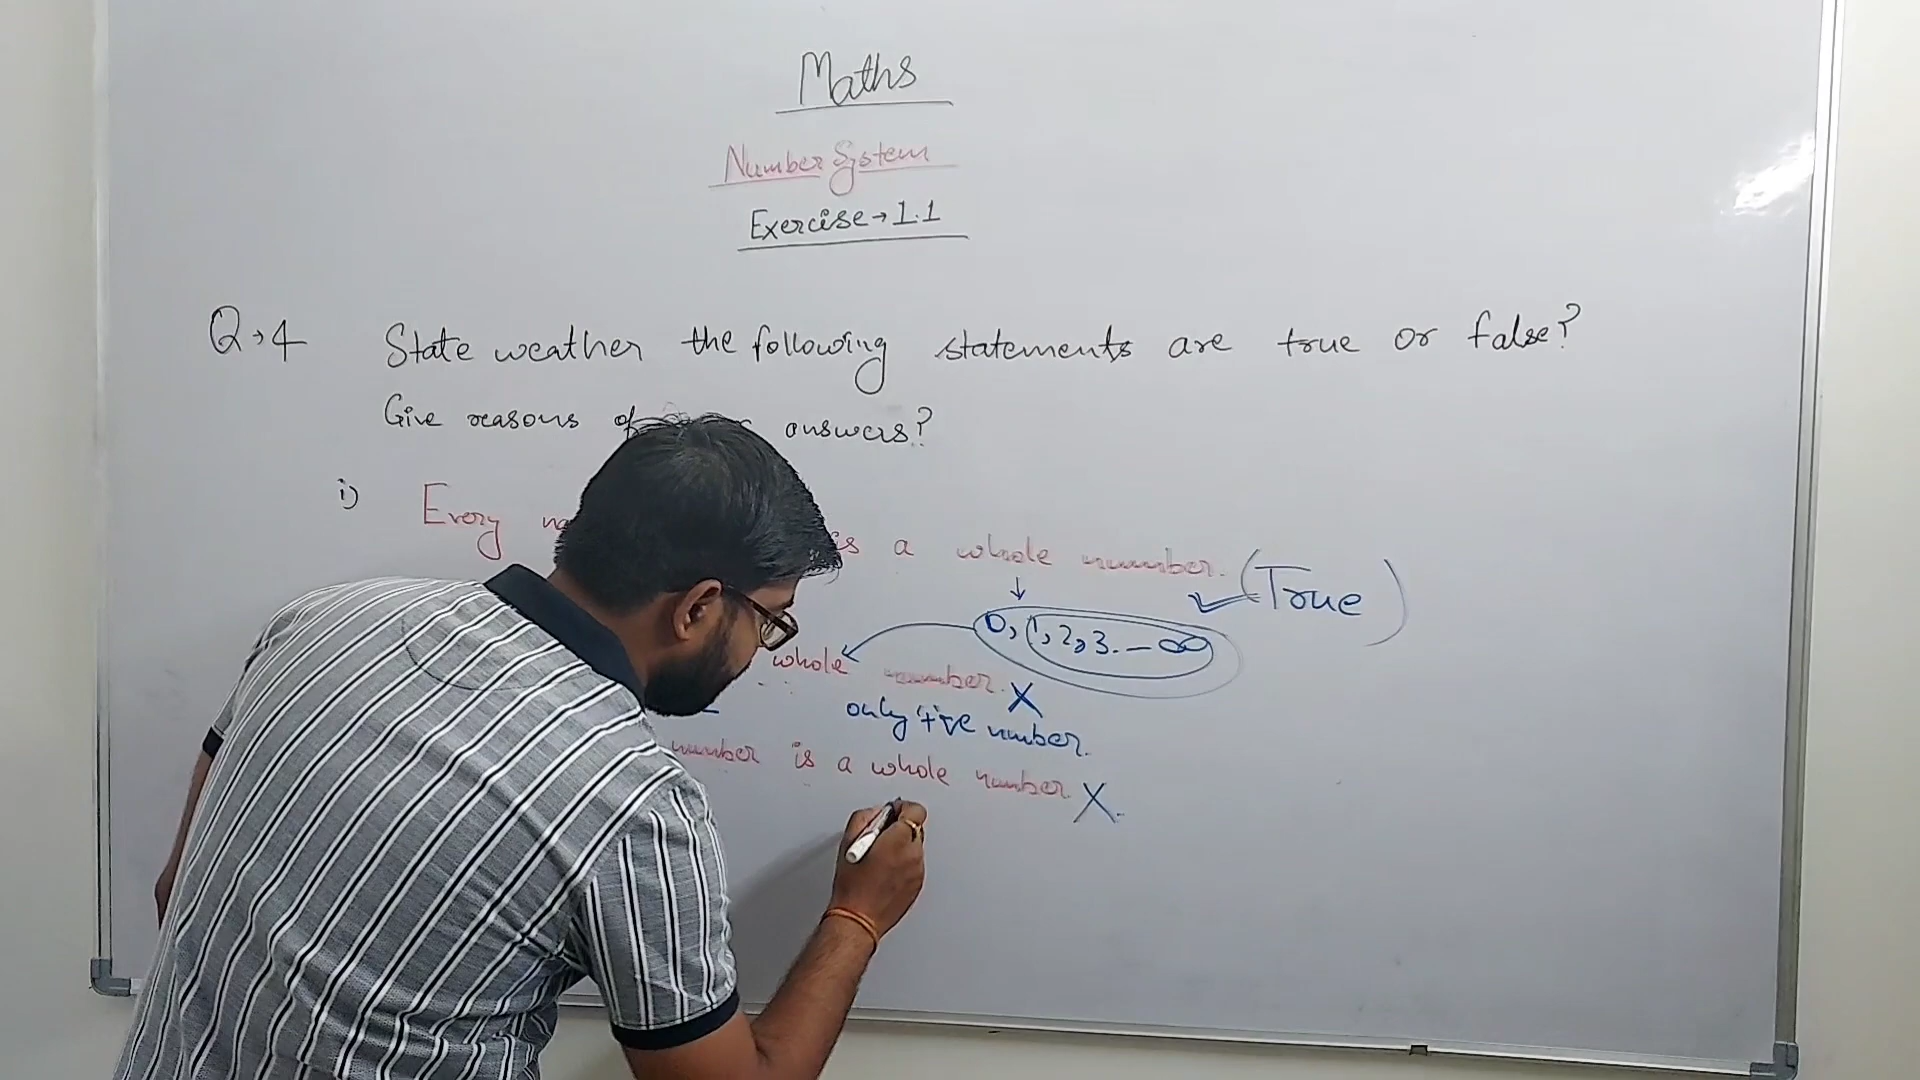 Maths
Number System
Exercise→1.1
Q→4 State weather the following statements are true or false?
Give reasons of answers?
i) Every is a whole number. (True)
0, 1, 2, 3. — ∞
whole number. X
only +ve number.
number is a whole number X.